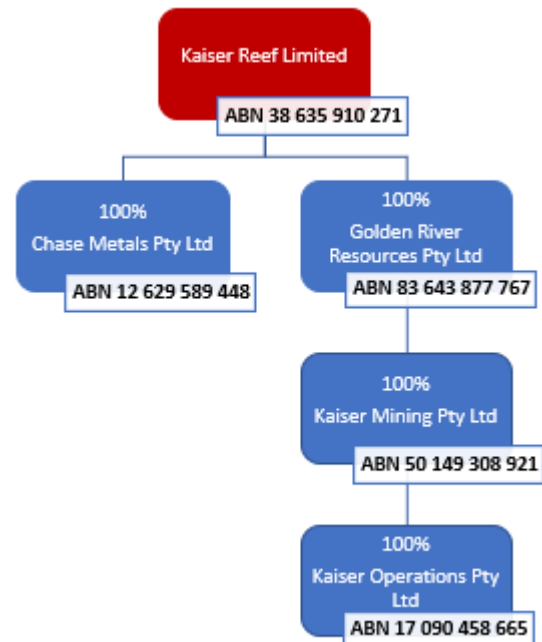 Kaiser Reef Limited
ABN 38 635 910 271
100%
Chase Metals Pty Ltd
ABN 12 629 589 448
100%
Golden River
Resources Pty Ltd
ABN 83 643 877 767
100%
Kaiser Mining Pty Ltd
ABN 50 149 308 921
100%
Kaiser Operations Pty
Ltd
ABN 17 090 458 665